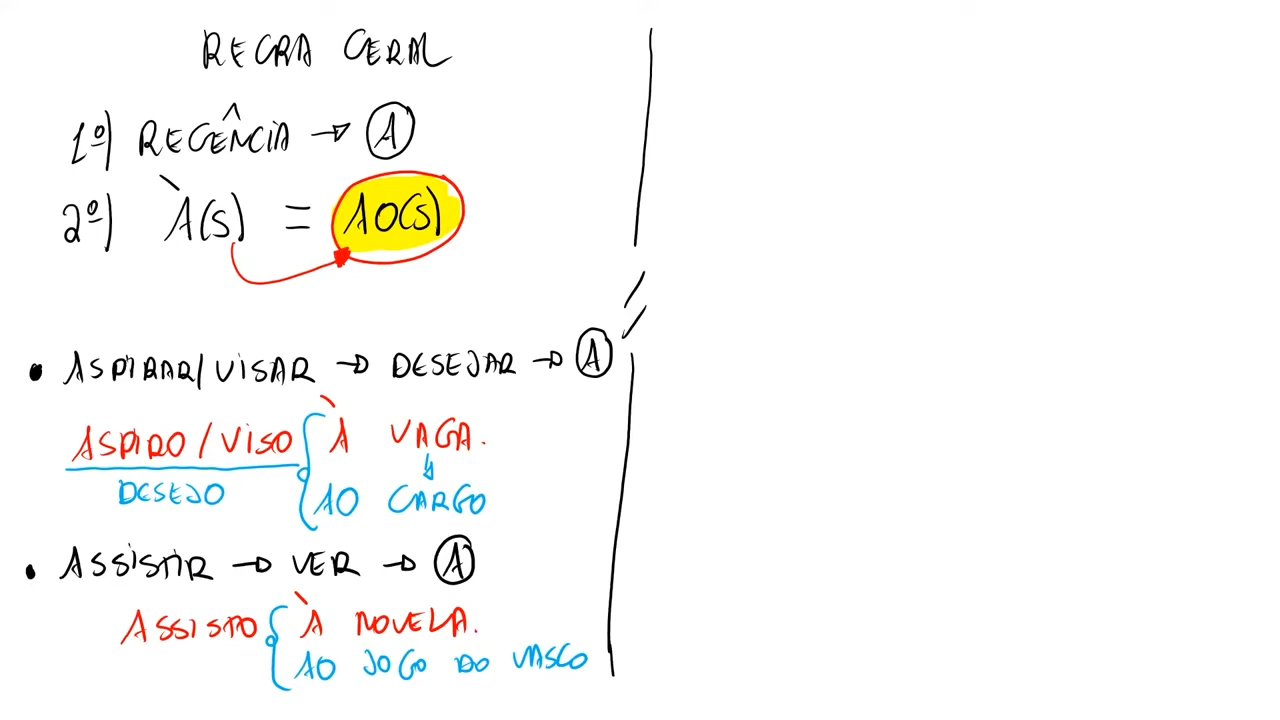 REGRA GERAL
1º) REGÊNCIA → A
2º) À(S) = AO(S)
• ASPIRAR/VISAR → DESEJAR → A
ASPIRO/VISO À VAGA.
DESEJO AO CARGO
• ASSISTIR → VER → A
ASSISTO À NOVELA.
AO JOGO DO VASCO